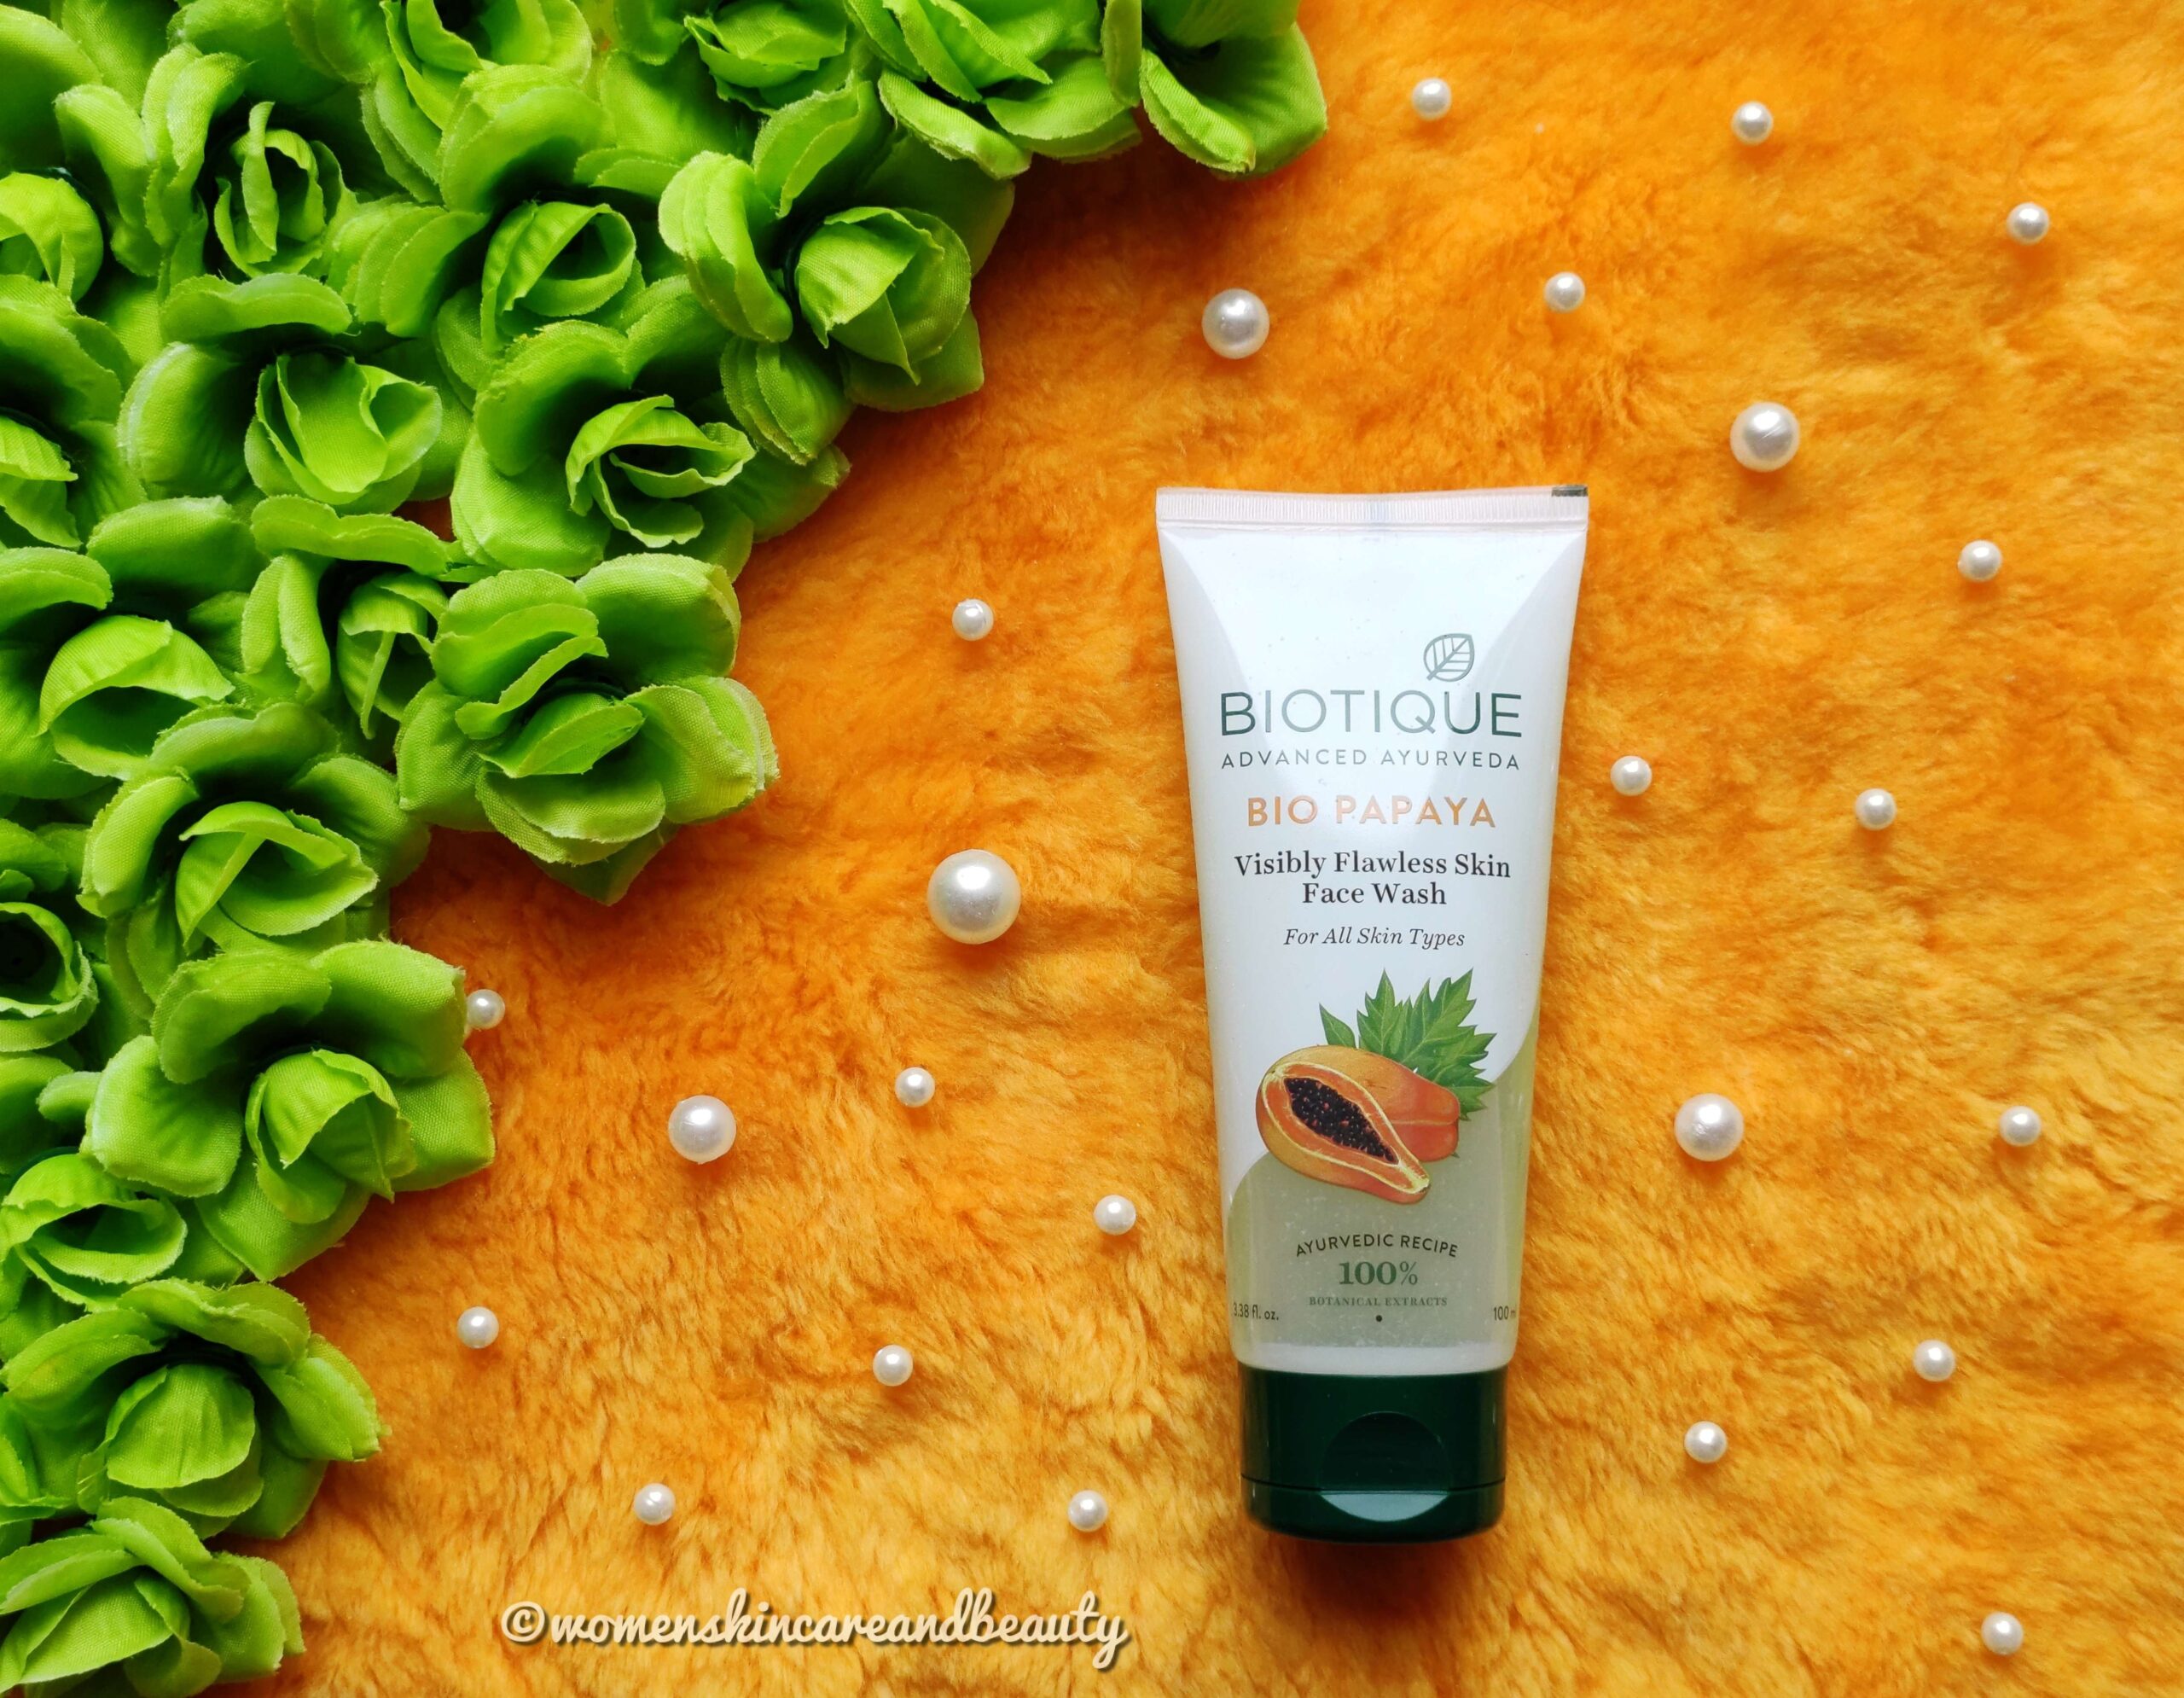 BIOTIQUE
ADVANCED AYURVEDA
BIO PAPAYA
Visibly Flawless Skin
Face Wash
For All Skin Types
AYURVEDIC RECIPE
100%
BOTANICAL EXTRACTS
3.38 fl. oz.
100 m
©womenskincareandbeauty